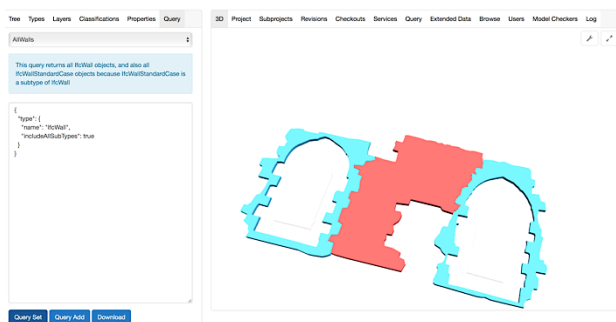 Tree Types Layers Classifications Properties Query
3D Project Subprojects Revisions Checkouts Services Query Extended Data Browse Users Model Checkers Log
AllWalls
This query returns all IfcWall objects, and also all
IfcWallStandardCase objects because IfcWallStandardCase is
a subtype of IfcWall
{
"type": {
"name": "IfcWall",
"includeAllSubTypes": true
}
}
Query Set Query Add Download